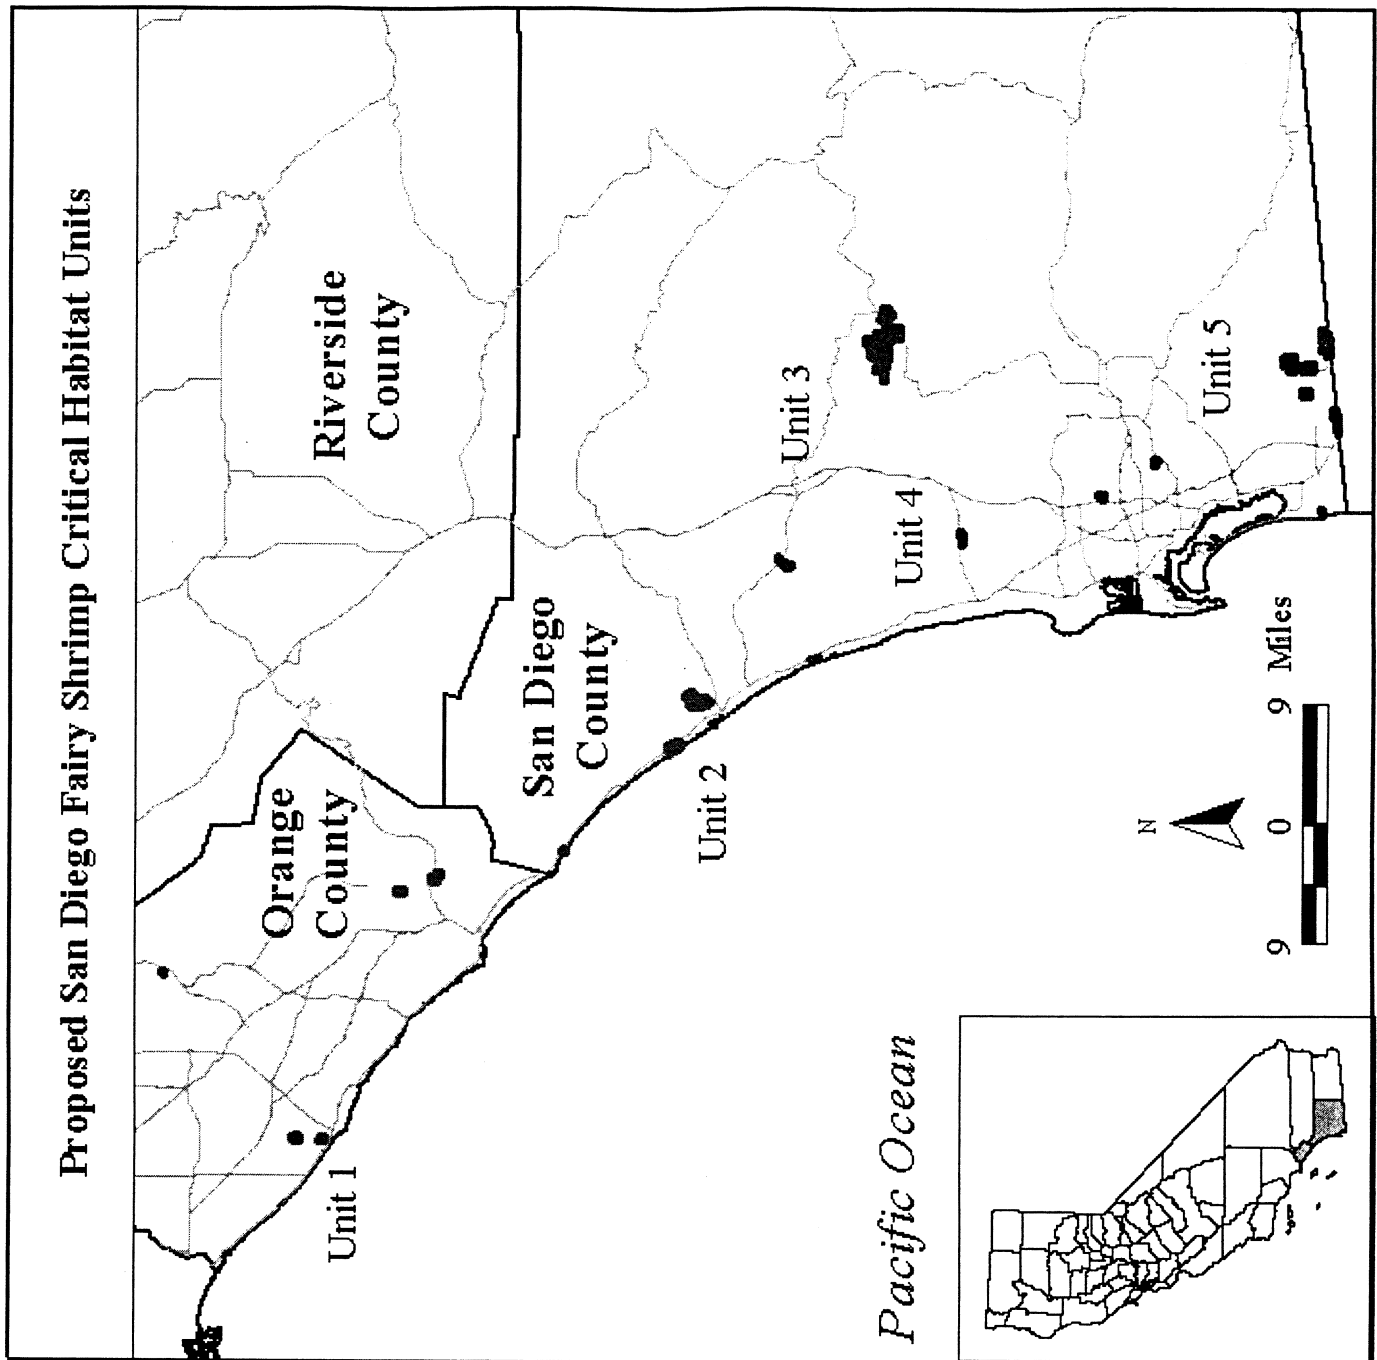 Proposed San Diego Fairy Shrimp Critical Habitat Units
Riverside
County
Orange
County
San Diego
County
Unit 1
Unit 2
Unit 3
Unit 4
Unit 5
Pacific Ocean
N
9 0 9 Miles